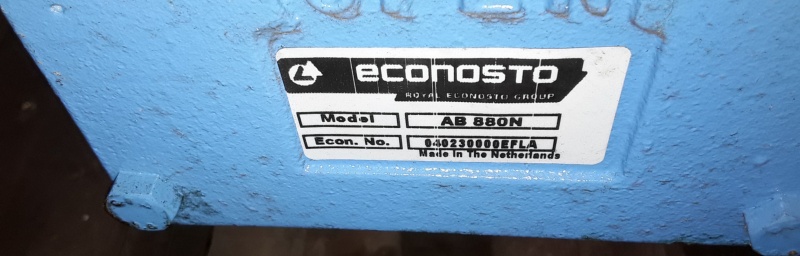 econosto
ROYAL ECONOSTO GROUP
Model AB 880N
Econ. No. 040230000EFLA
Made In The Netherlands